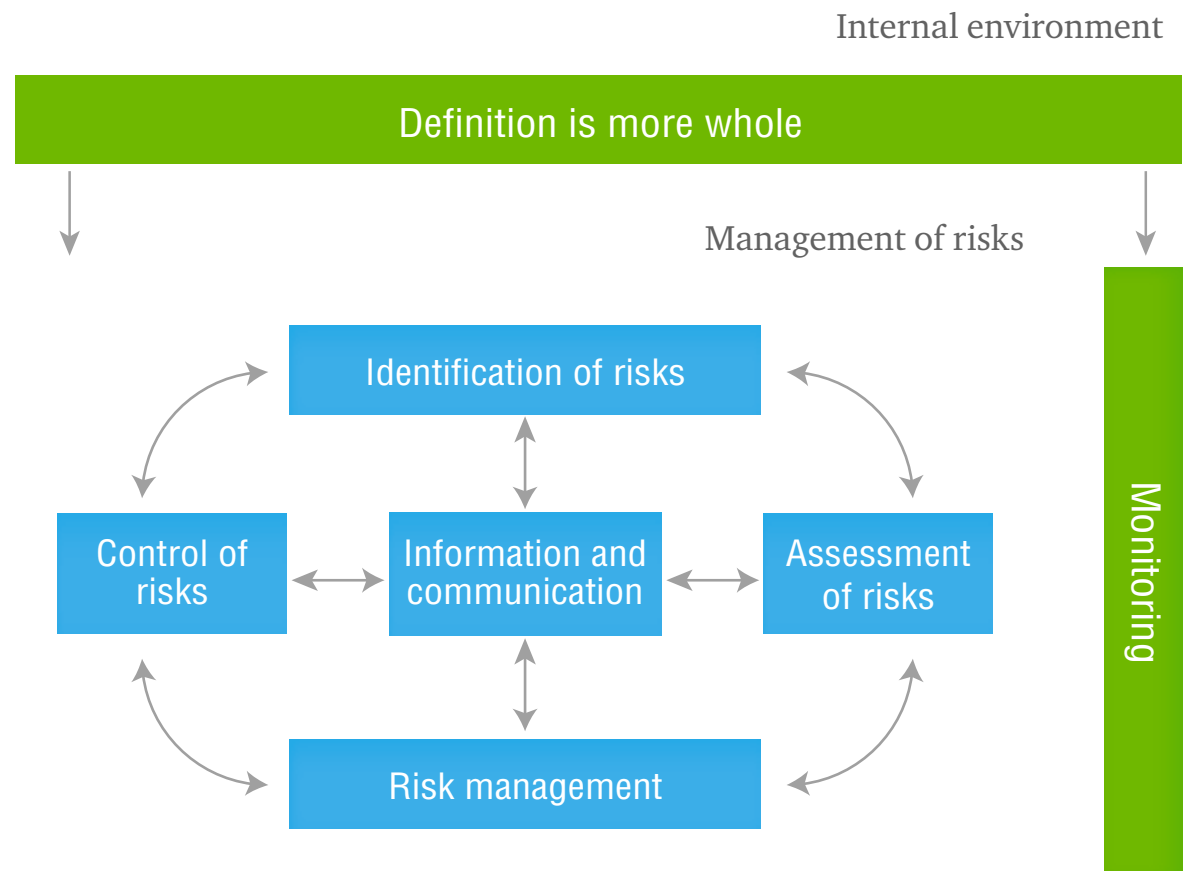 Internal environment
Definition is more whole
Management of risks
Identification of risks
Control of
risks
Information and
communication
Assessment
of risks
Monitoring
Risk management